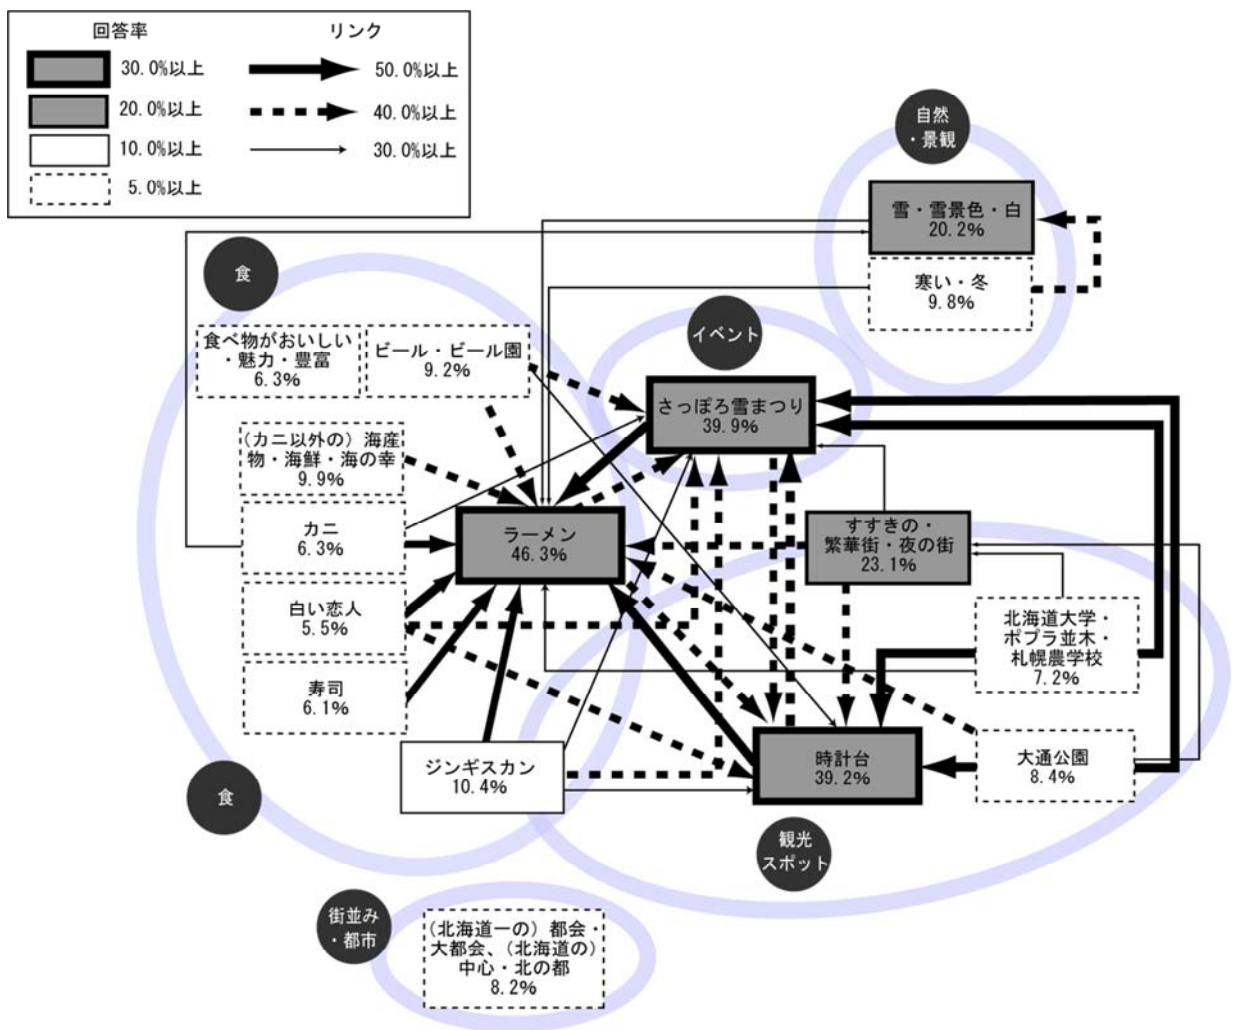 回答率
リンク
30.0%以上
50.0%以上
20.0%以上
40.0%以上
10.0%以上
30.0%以上
5.0%以上
自然
・景観
雪・雪景色・白
20.2%
寒い・冬
9.8%
食
イベント
食べ物がおいしい
・魅力・豊富
6.3%
ビール・ビール園
9.2%
さっぽろ雪まつり
39.9%
(カニ以外の)海産
物・海鮮・海の幸
9.9%
カニ
6.3%
ラーメン
46.3%
すすきの・
繁華街・夜の街
23.1%
白い恋人
5.5%
北海道大学・
ポプラ並木・
札幌農学校
7.2%
寿司
6.1%
ジンギスカン
10.4%
時計台
39.2%
大通公園
8.4%
食
観光
スポット
街並み
・都市
(北海道一の)都会・
大都会、(北海道の)
中心・北の都
8.2%